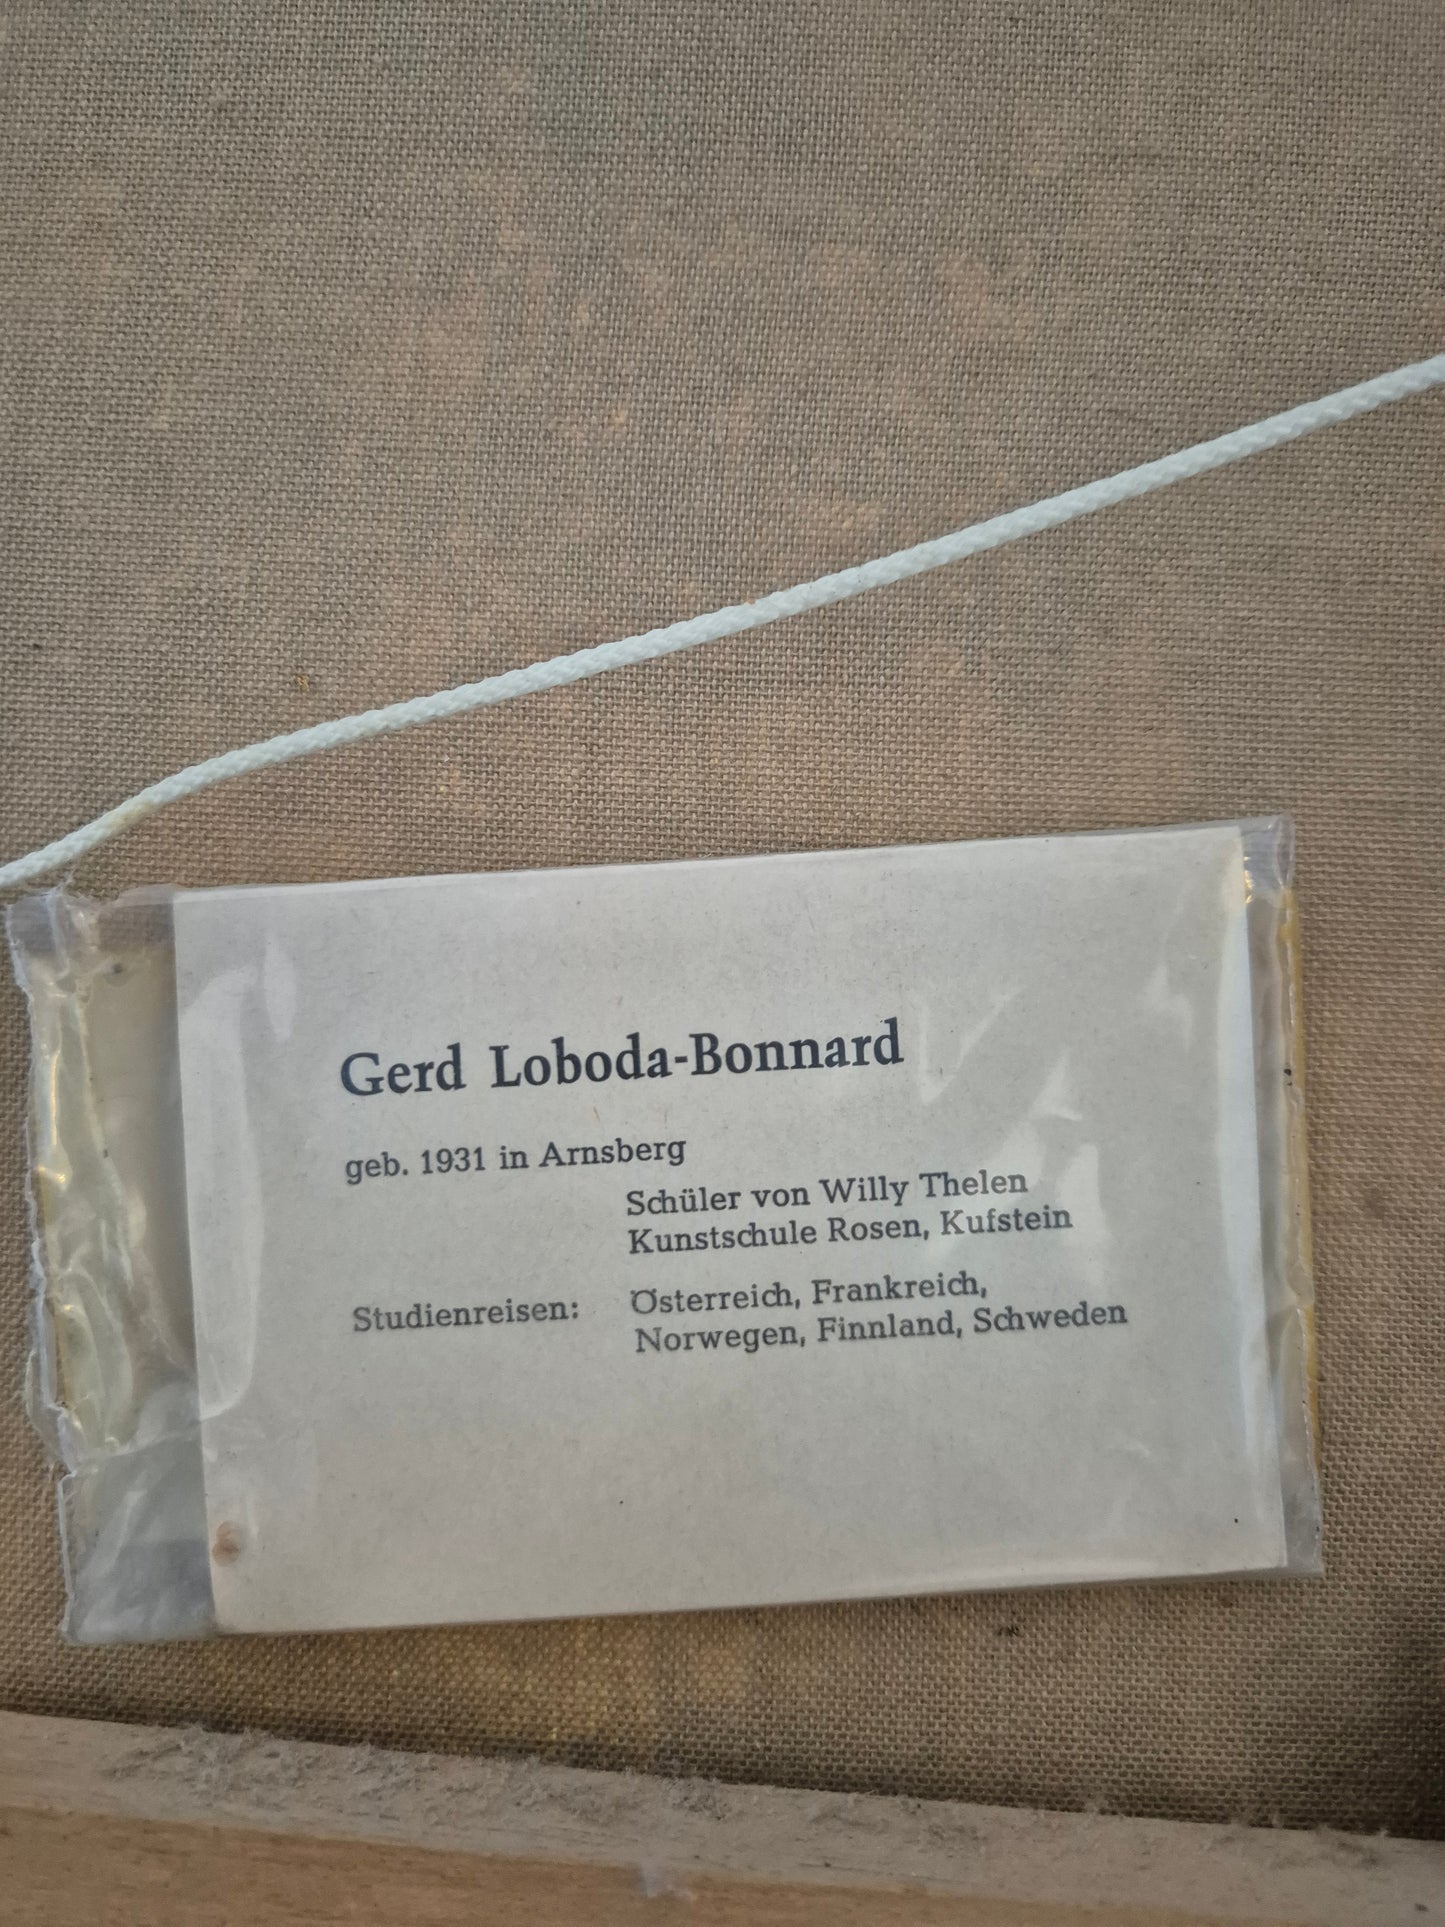 Gerd Loboda-Bonnard
geb. 1931 in Arnsberg
Schüler von Willy Thelen
Kunstschule Rosen, Kufstein
Studienreisen: Österreich, Frankreich,
Norwegen, Finnland, Schweden